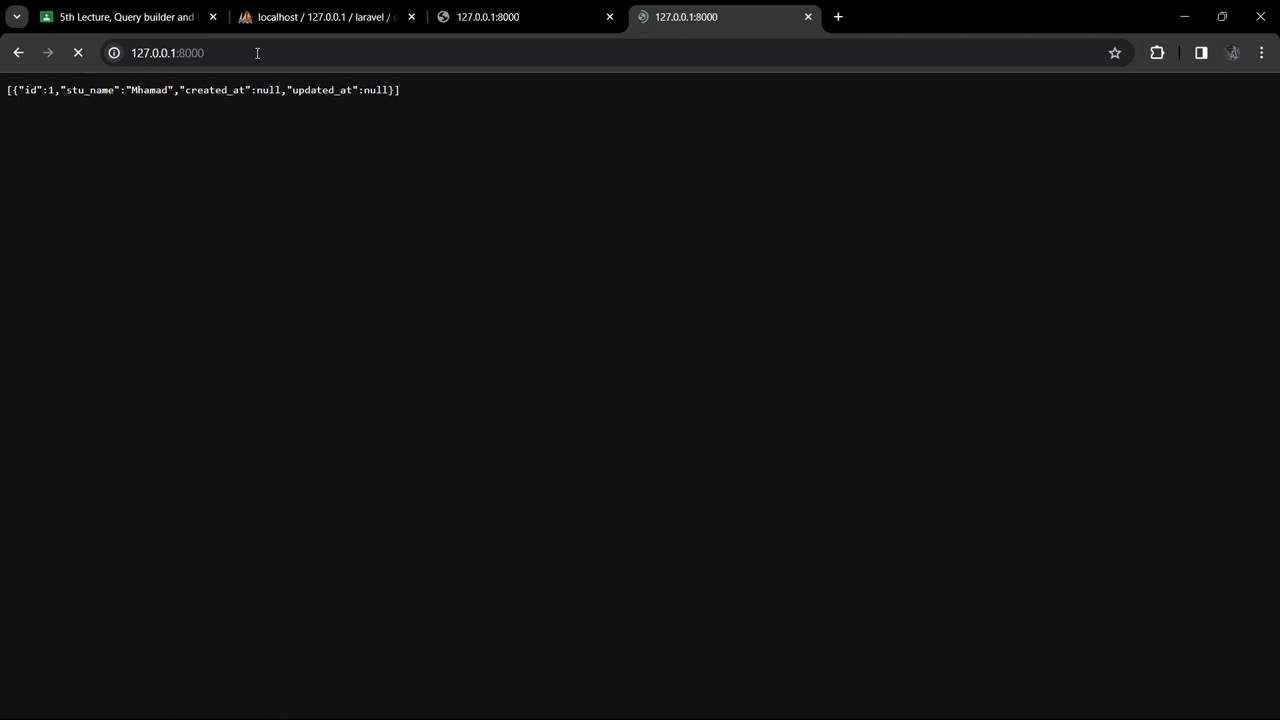 5th Lecture, Query builder and
localhost / 127.0.0.1 / laravel / s
127.0.0.1:8000
127.0.0.1:8000
127.0.0.1:8000
[{"id":1,"stu_name":"Mhamad","created_at":null,"updated_at":null}]